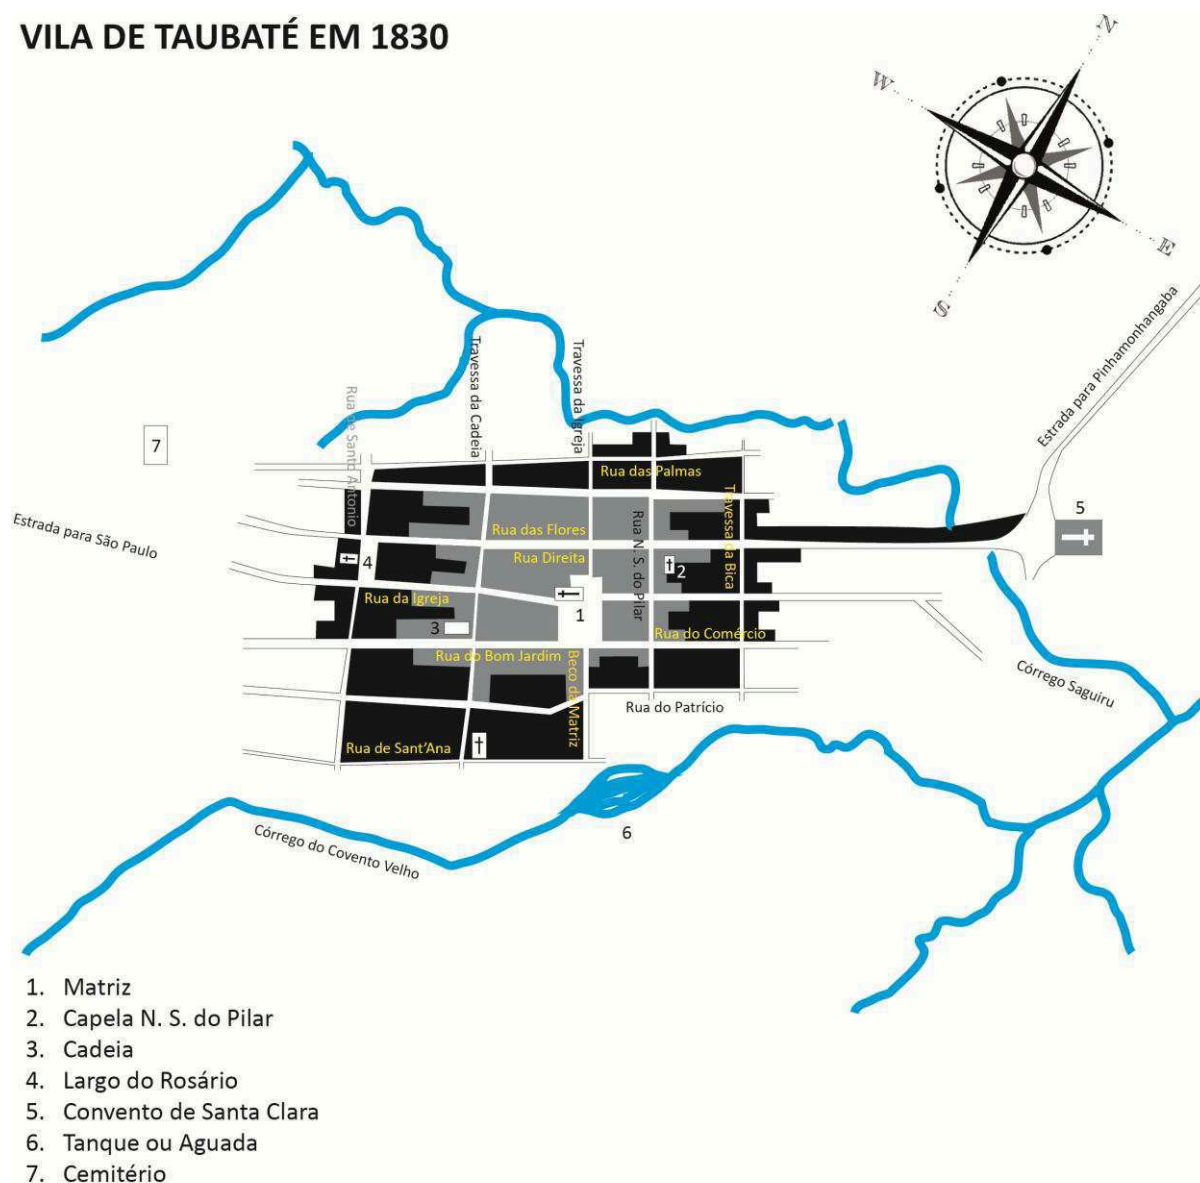 VILA DE TAUBATÉ EM 1830
N
W
E
S
Estrada para Pinhamonhangaba
Travessa da Cadeia
Travessa da Igreja
Rua de Santo Antonio
7
Rua das Palmas
Travessa da Bica
5
Estrada para São Paulo
Rua das Flores
Rua N. S. do Pilar
Rua Direita
4
2
Rua da Igreja
1
3
Rua do Comércio
Rua do Bom Jardim
Beco da Matriz
Córrego Saguiru
Rua do Patrício
Rua de Sant'Ana
6
Córrego do Covento Velho
1. Matriz
2. Capela N. S. do Pilar
3. Cadeia
4. Largo do Rosário
5. Convento de Santa Clara
6. Tanque ou Aguada
7. Cemitério